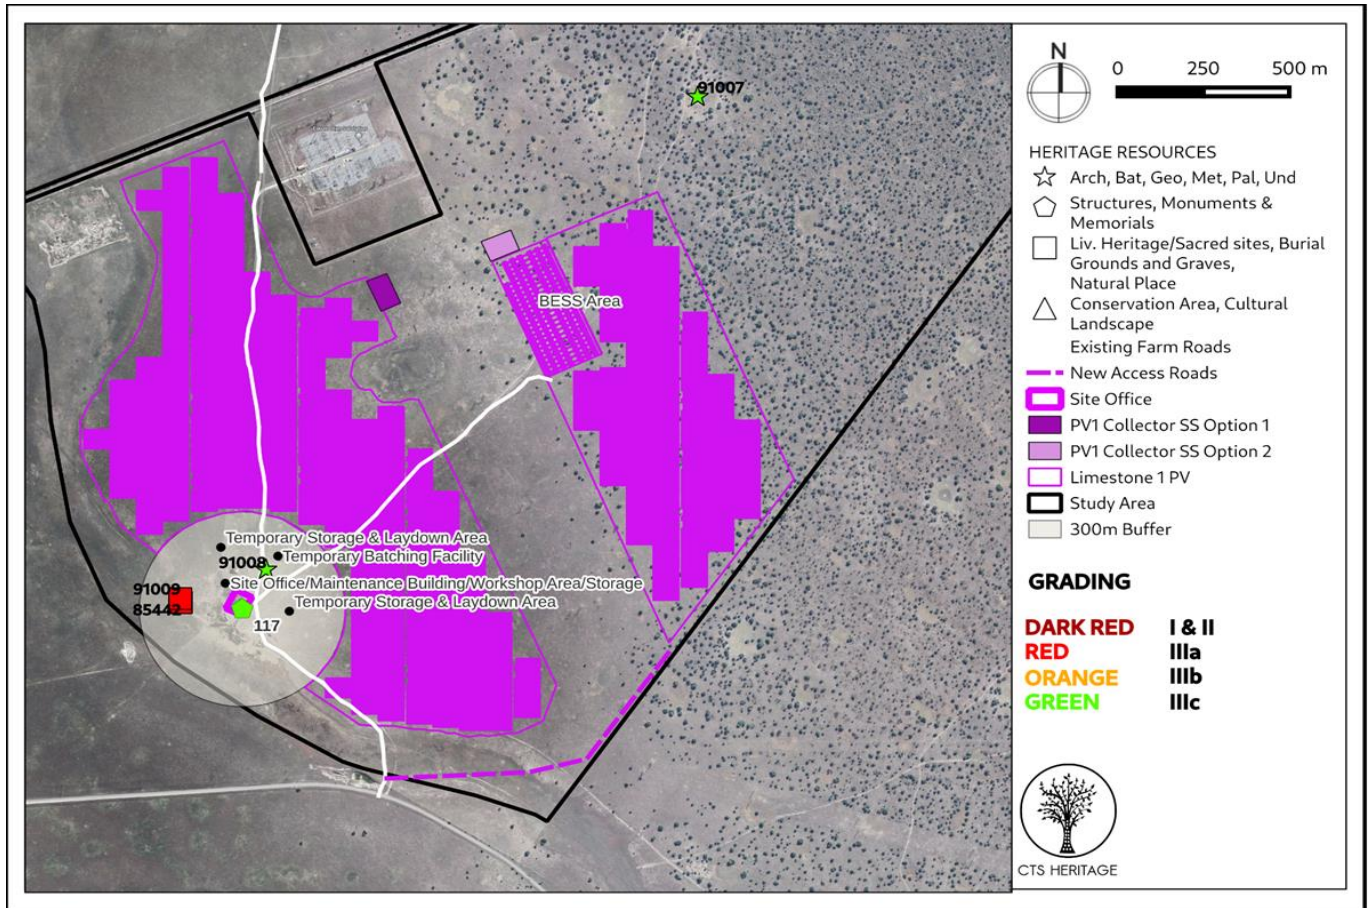 91007
BESS Area
Temporary Storage & Laydown Area
91008
Temporary Batching Facility
91009
Site Office/Maintenance Building/Workshop Area/Storage
85442
Temporary Storage & Laydown Area
117
N
0 250 500 m
HERITAGE RESOURCES
Arch, Bat, Geo, Met, Pal, Und
Structures, Monuments &
Memorials
Liv. Heritage/Sacred sites, Burial
Grounds and Graves,
Natural Place
Conservation Area, Cultural
Landscape
Existing Farm Roads
New Access Roads
Site Office
PV1 Collector SS Option 1
PV1 Collector SS Option 2
Limestone 1 PV
Study Area
300m Buffer
GRADING
DARK RED I & II
RED IIIa
ORANGE IIIb
GREEN IIIc
CTS HERITAGE